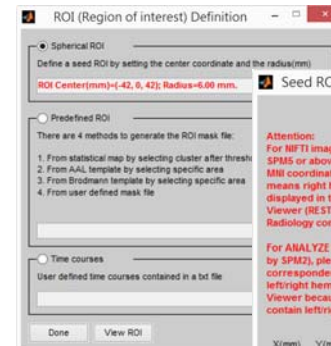 ROI (Region of interest) Definition
Spherical ROI
Define a seed ROI by setting the center coordinate and the radius(mm)
ROI Center(mm)=(-42, 0, 42); Radius=6.00 mm.
Predefined ROI
There are 4 methods to generate the ROI mask file:
1. From statistical map by selecting cluster after thresh
2. From AAL template by selecting specific area
3. From Brodmann template by selecting specific area
4. From user defined mask file
Time courses
User defined time courses contained in a txt file
Done
View ROI
Seed RO
Attention:
For NIFTI imag
SPM5 or above
MNI coordinat
means right h
displayed in t
Viewer (REST
Radiology con
For ANALYZE
by SPM2), ple
corresponde
left/right hem
Viewer becau
contain left/ri
X(mm)